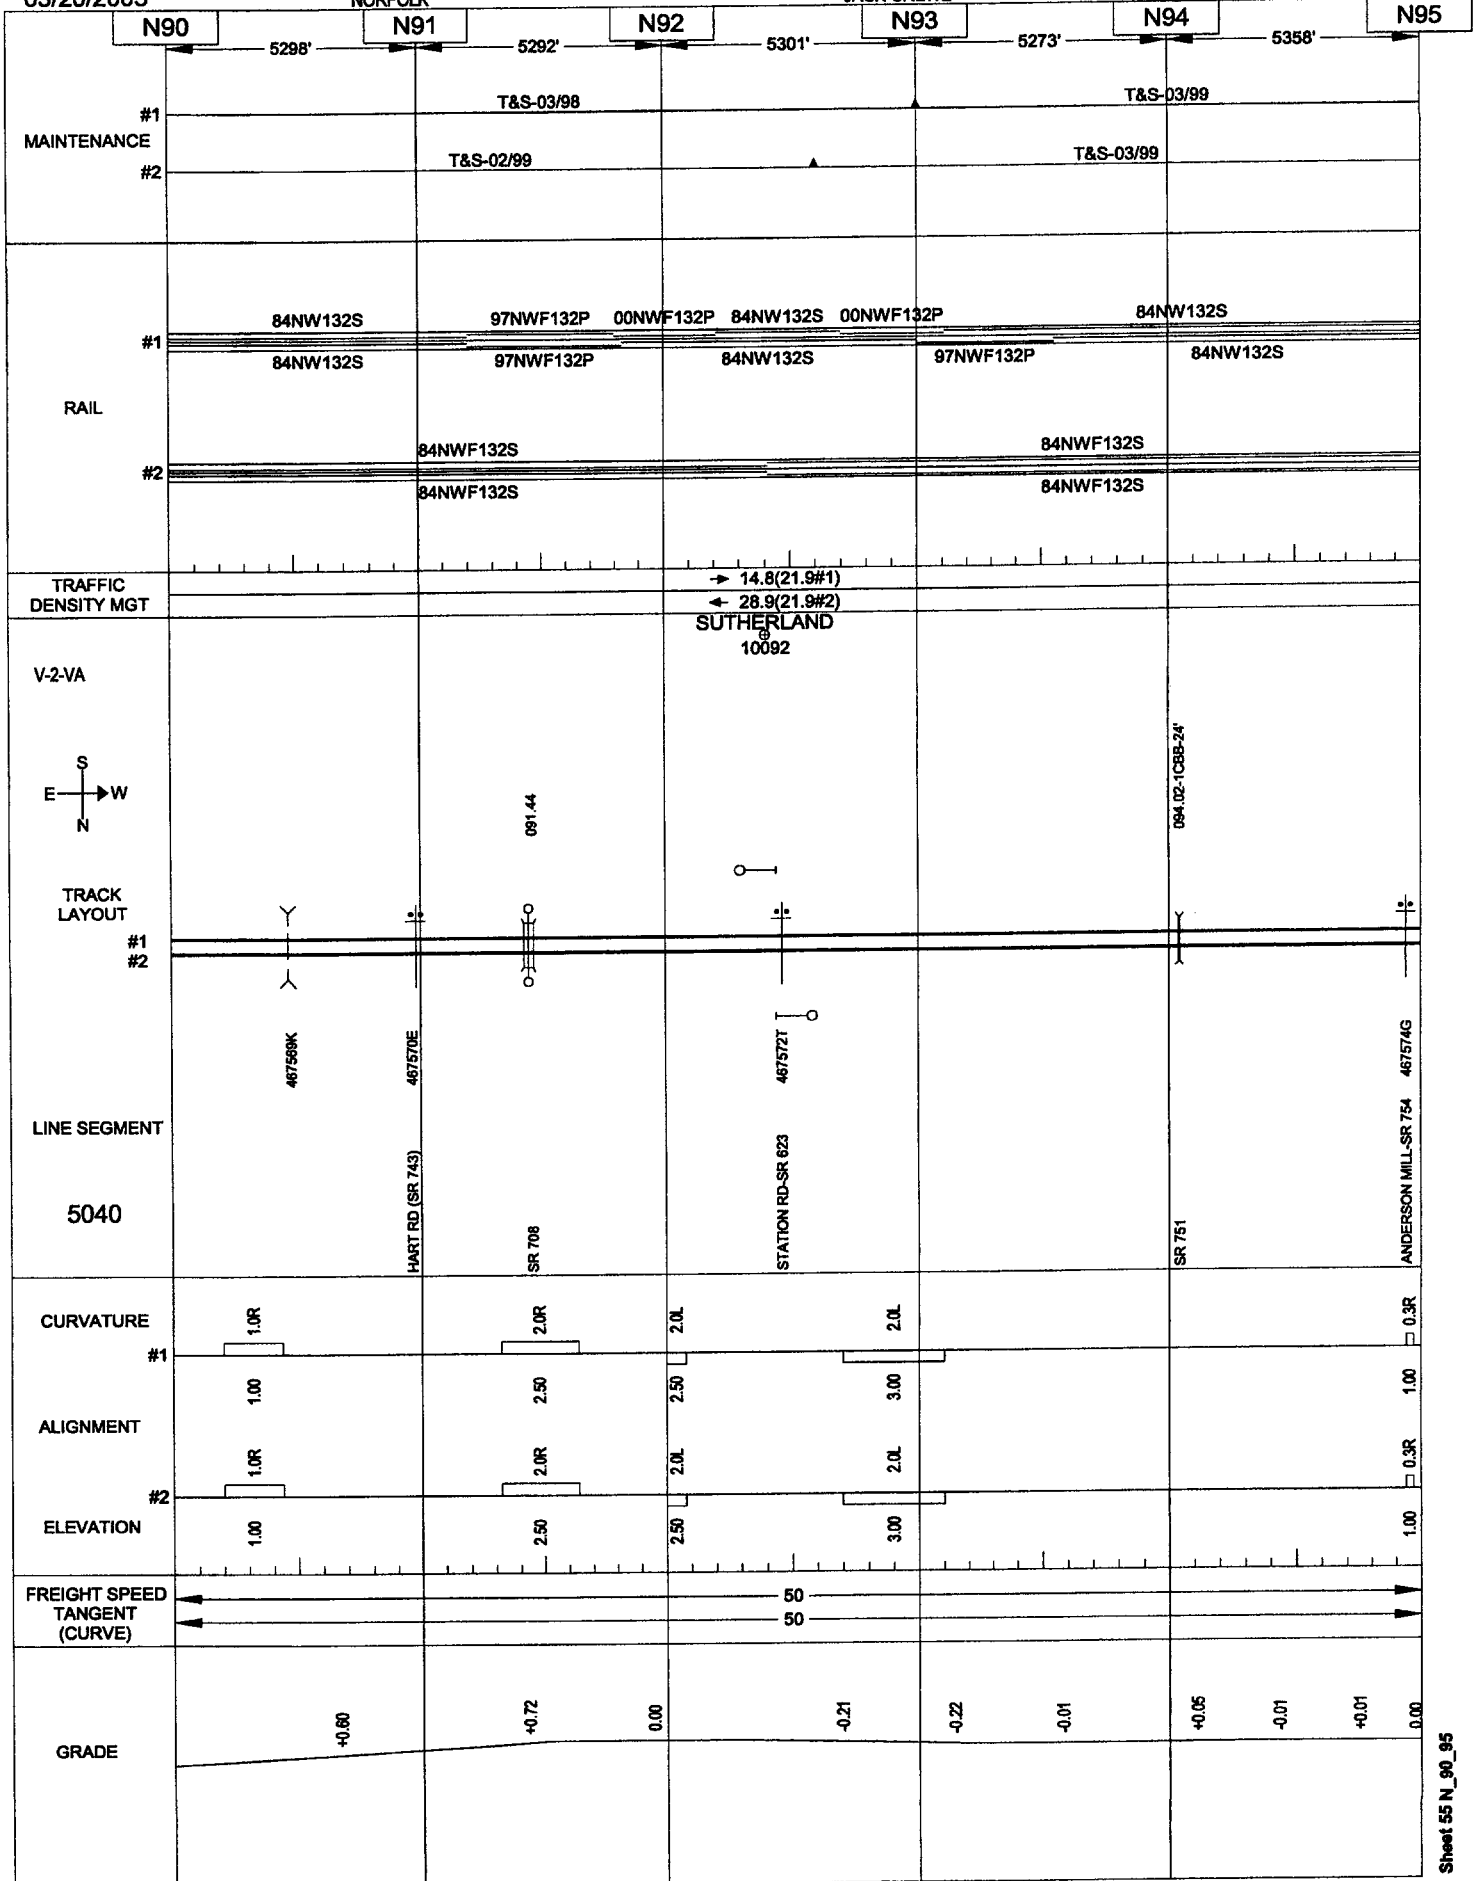 N90 N91 N92 N93 N94 N95
5298' 5292' 5301' 5273' 5358'
T&S-03/98 T&S-03/99
#1
MAINTENANCE
T&S-02/99 T&S-03/99
#2
84NW132S 97NWF132P 00NWF132P 84NW132S 00NWF132P 84NW132S
#1
84NW132S 97NWF132P 84NW132S 97NWF132P 84NW132S
RAIL
84NWF132S 84NWF132S
#2
84NWF132S 84NWF132S
TRAFFIC
DENSITY MGT
14.8(21.9#1)
28.9(21.9#2)
SUTHERLAND
10092
V-2-VA
S
E W
N
091.44
094.02-1CBB-24'
TRACK
LAYOUT
#1
#2
467569K
467570E
467572T
467574G
LINE SEGMENT
5040
HART RD (SR 743)
SR 708
STATION RD-SR 623
SR 751
ANDERSON MILL-SR 754
CURVATURE
1.0R 2.0R 2.0L 2.0L 0.3R
#1
1.00 2.50 2.50 3.00 1.00
ALIGNMENT
1.0R 2.0R 2.0L 2.0L 0.3R
#2
ELEVATION
1.00 2.50 2.50 3.00 1.00
FREIGHT SPEED
TANGENT
(CURVE)
50
50
+0.60 +0.72 0.00 -0.21 -0.22 -0.01 +0.05 -0.01 +0.01 0.00
GRADE
Sheet 55 N_90_95